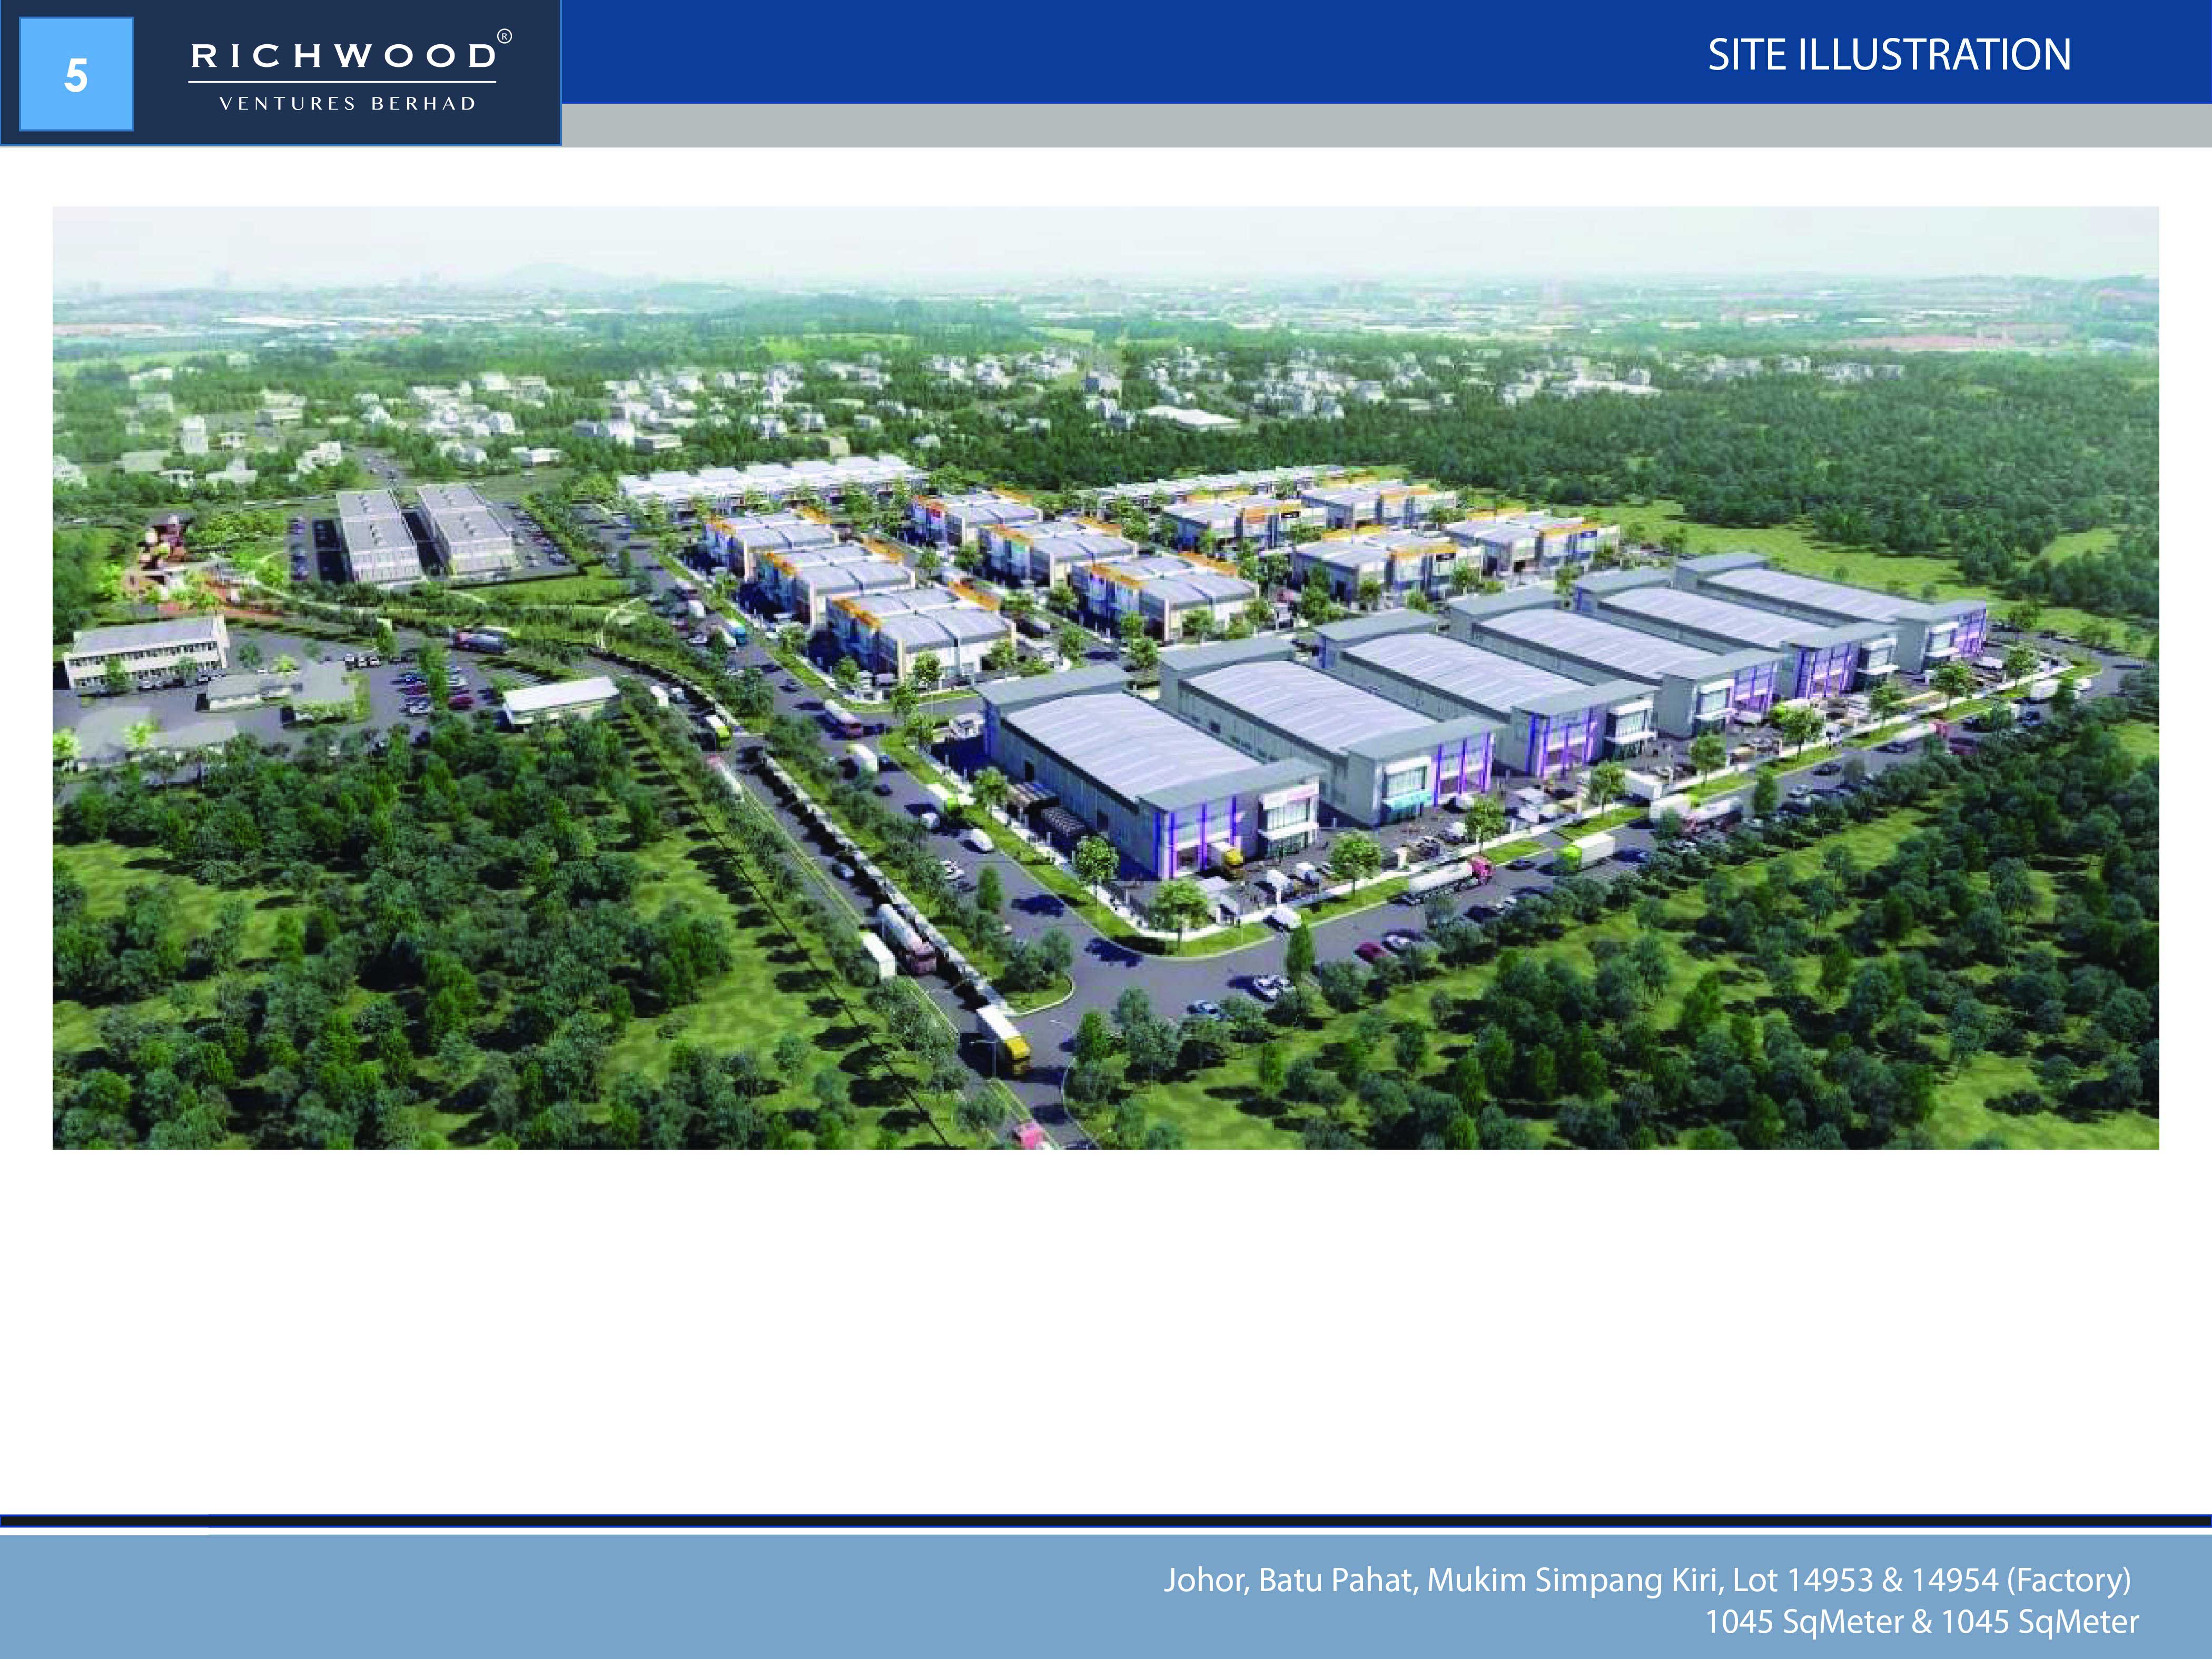 5
RICHWOOD®
VENTURES BERHAD
SITE ILLUSTRATION
Johor, Batu Pahat, Mukim Simpang Kiri, Lot 14953 & 14954 (Factory)
1045 SqMeter & 1045 SqMeter